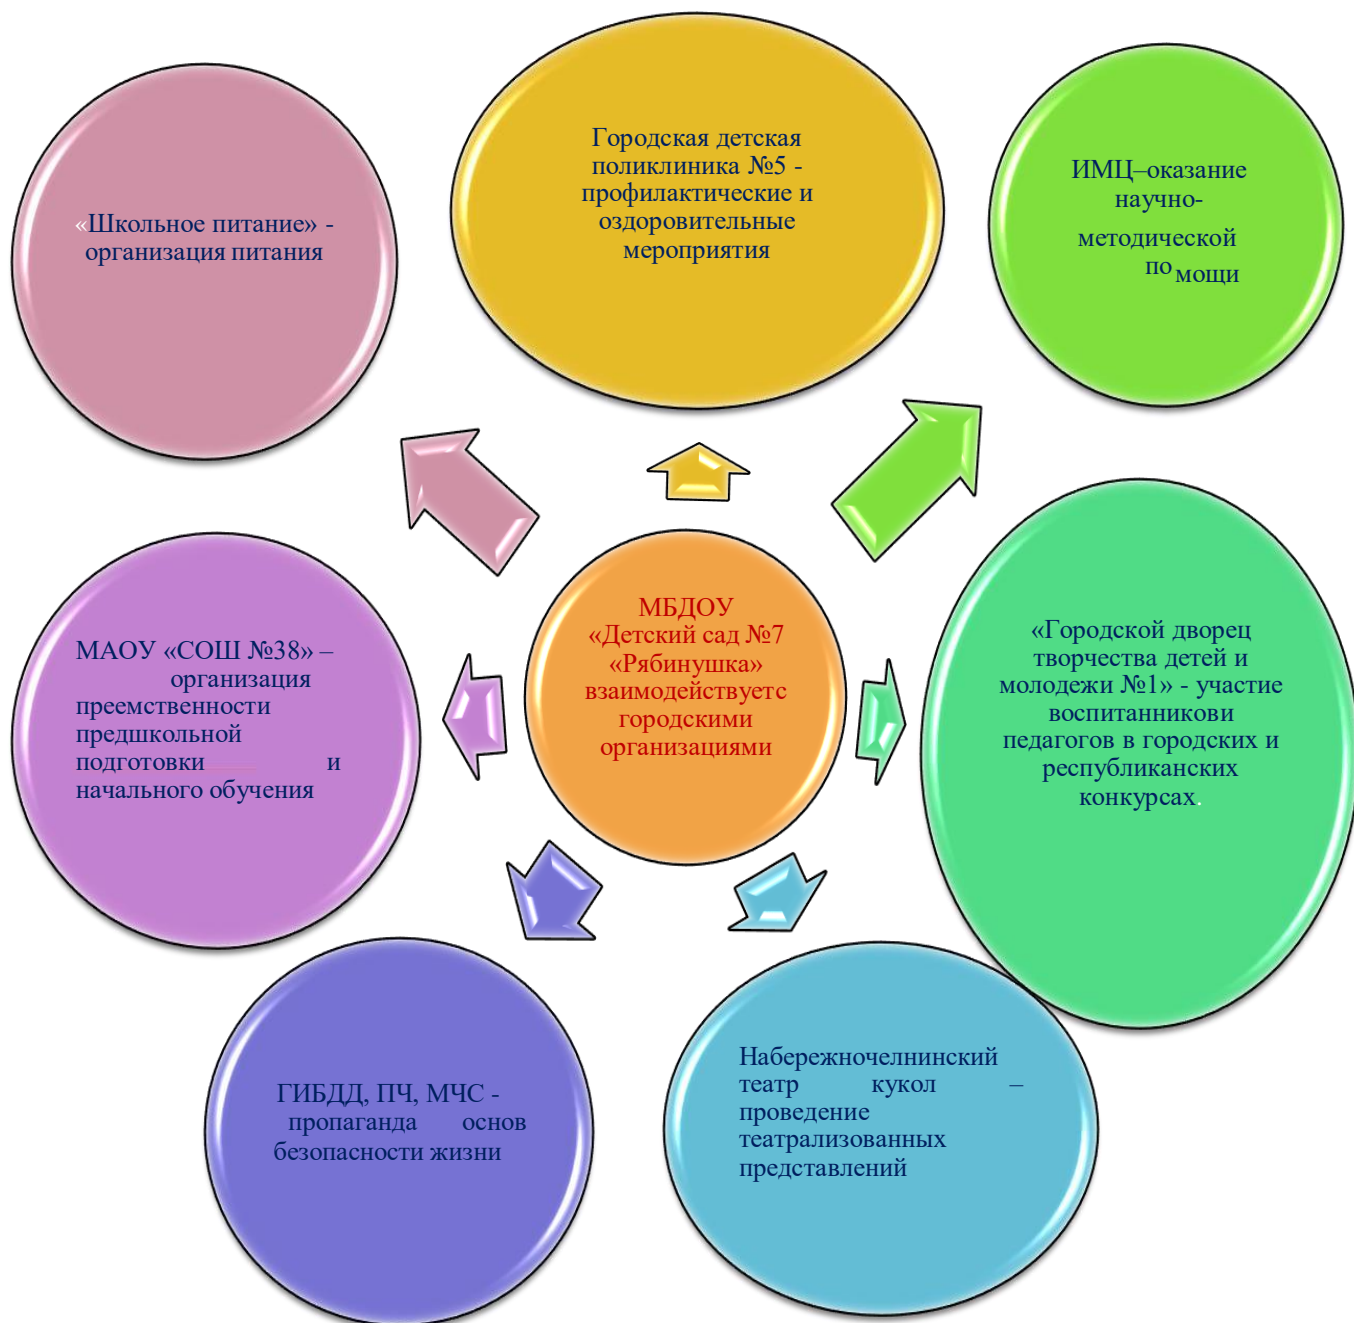 «Школьное питание» -
организация питания
Городская детская
поликлиника №5 -
профилактические и
оздоровительные
мероприятия
ИМЦ–оказание
научно-
методической
по мощи
МАОУ «СОШ №38» –
организация
преемственности
предшкольной
подготовки и
начального обучения
МБДОУ
«Детский сад №7
«Рябинушка»
взаимодействуетс
городскими
организациями
«Городской дворец
творчества детей и
молодежи №1» - участие
воспитанникови
педагогов в городских и
республиканских
конкурсах.
ГИБДД, ПЧ, МЧС -
пропаганда основ
безопасности жизни
Набережночелнинский
театр кукол –
проведение
театрализованных
представлений